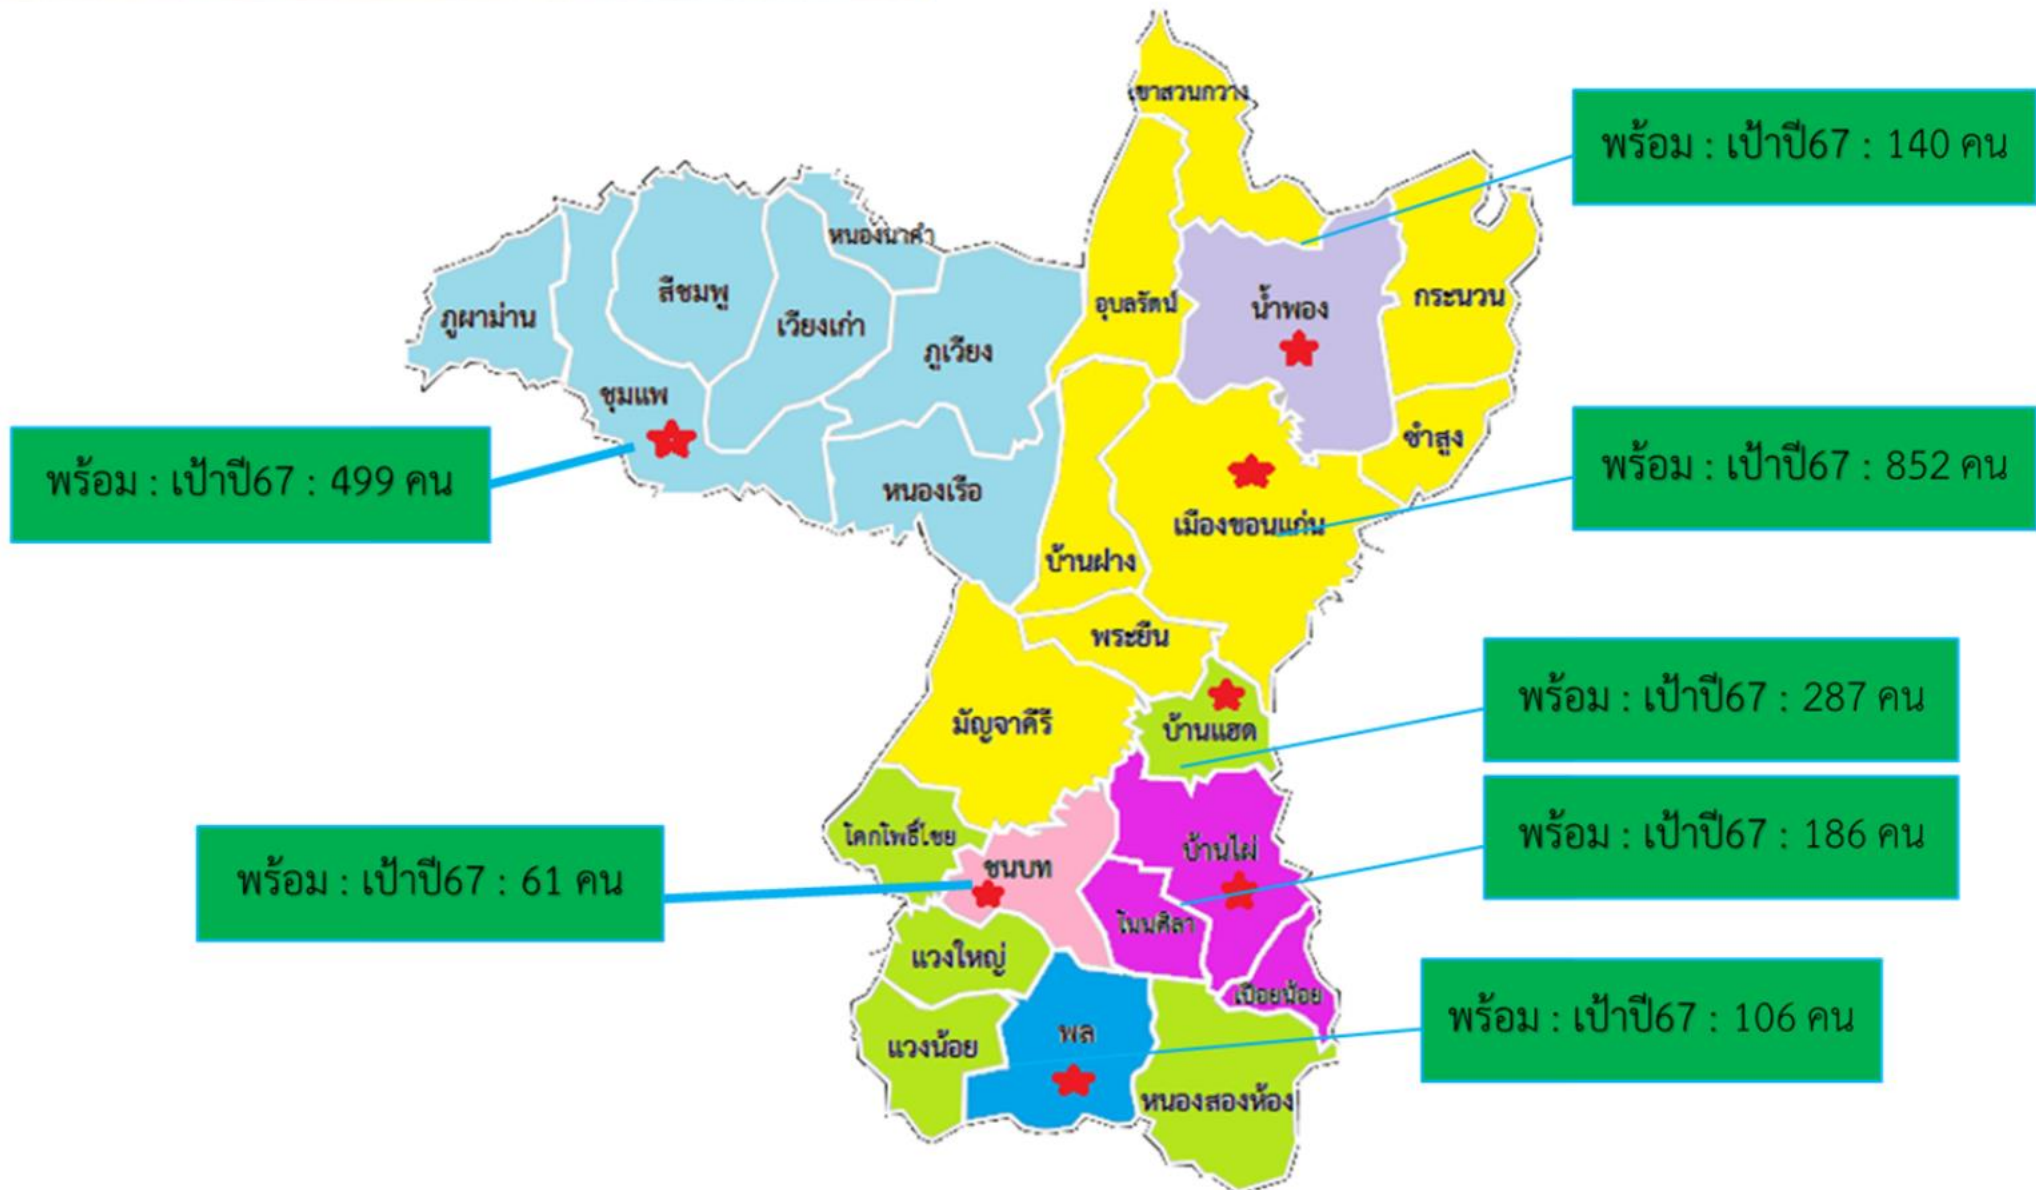 เขาสวนกวาง
พร้อม : เป้าปี67 : 140 คน
หนองนาคำ
สีชมพู
ภูผาม่าน
เวียงเก่า
ภูเวียง
อุบลรัตน์
น้ำพอง
กระนวน
ชุมแพ
ซำสูง
พร้อม : เป้าปี67 : 499 คน
พร้อม : เป้าปี67 : 852 คน
หนองเรือ
เมืองขอนแก่น
บ้านฝาง
พระยืน
มัญจาคีรี
บ้านแฮด
พร้อม : เป้าปี67 : 287 คน
โคกโพธิ์ไชย
บ้านไผ่
พร้อม : เป้าปี67 : 186 คน
พร้อม : เป้าปี67 : 61 คน
ชนบท
โนนศิลา
แวงใหญ่
เปือยน้อย
พร้อม : เป้าปี67 : 106 คน
พล
แวงน้อย
หนองสองห้อง